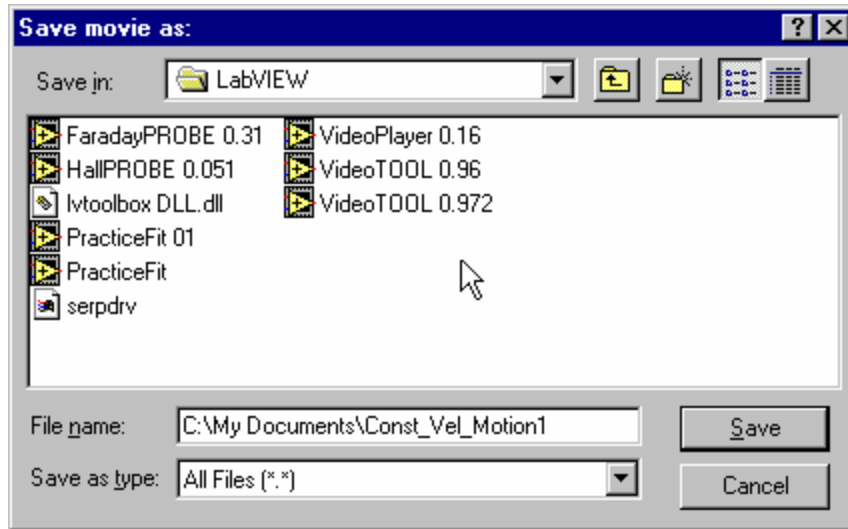 Save movie as:
Save in: LabVIEW
FaradayPROBE 0.31
HallPROBE 0.051
lvtoolbox DLL.dll
PracticeFit 01
PracticeFit
serpdrv
VideoPlayer 0.16
VideoTOOL 0.96
VideoTOOL 0.972
File name: C:\My Documents\Const_Vel_Motion1
Save
Save as type: All Files (*.*)
Cancel